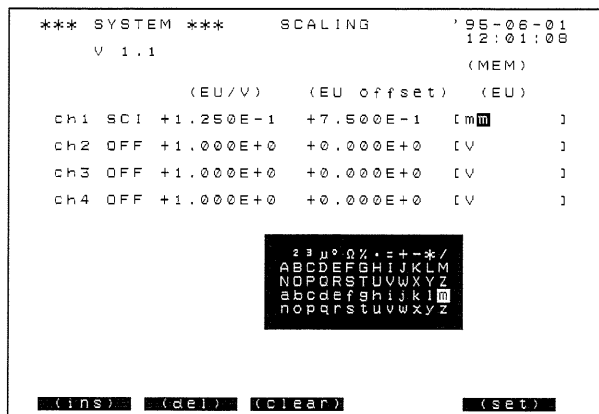 *** SYSTEM *** SCALING '95-06-01
12:01:08
V 1.1
(MEM)
(EU/V) (EU offset) (EU)
ch1 SCI +1.250E-1 +7.500E-1 [mm ]
ch2 OFF +1.000E+0 +0.000E+0 [V ]
ch3 OFF +1.000E+0 +0.000E+0 [V ]
ch4 OFF +1.000E+0 +0.000E+0 [V ]
²³µ°Ω%·=+-*/
ABCDEFGHIJKLM
NOPQRSTUVWXYZ
abcdefghijklm
nopqrstuvwxyz
(ins) (del) (clear) (set)